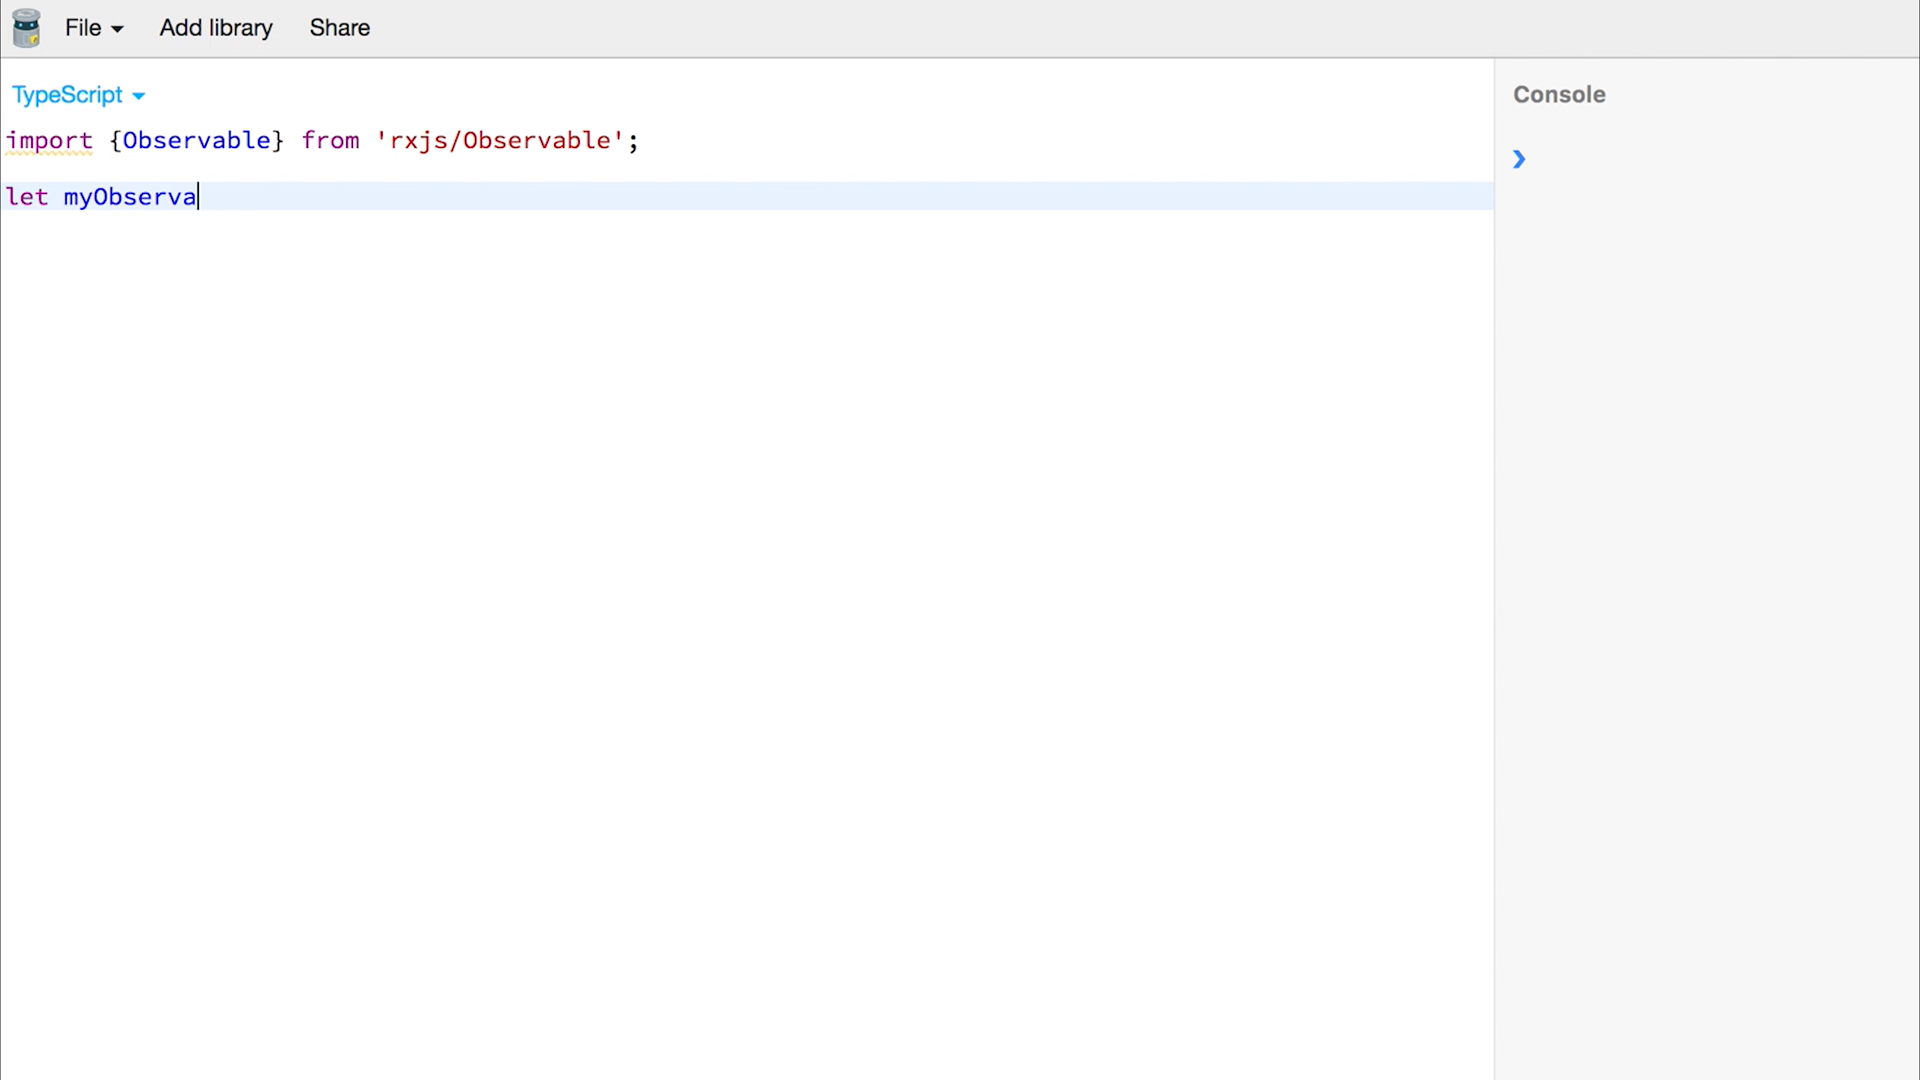 File Add library Share
TypeScript
Console
import {Observable} from 'rxjs/Observable';
let myObserva